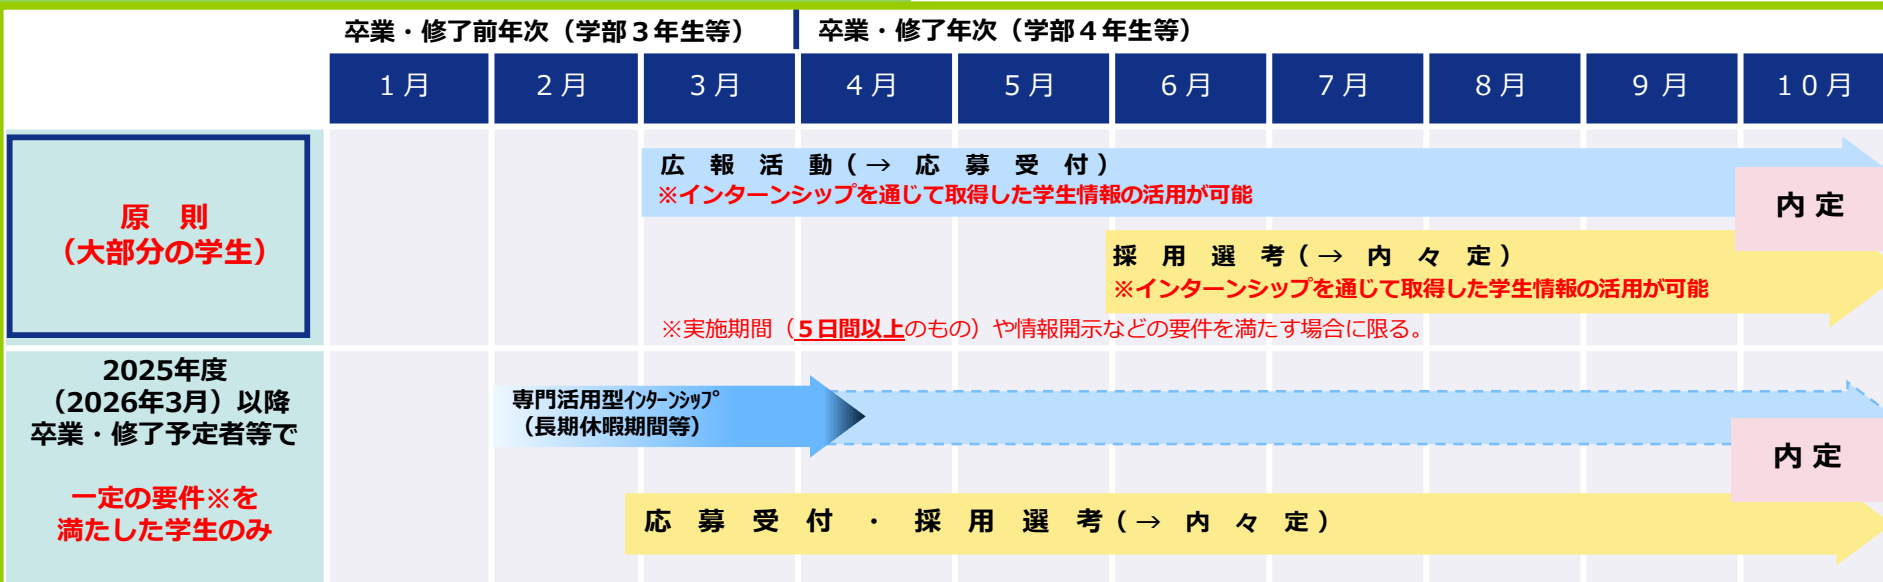 卒業・修了前年次（学部３年生等）
卒業・修了年次（学部４年生等）
１月
２月
３月
４月
５月
６月
７月
８月
９月
１０月
原　則
（大部分の学生）
広報活動（→応募受付）
※インターンシップを通じて取得した学生情報の活用が可能
内定
採用選考（→内々定）
※インターンシップを通じて取得した学生情報の活用が可能
※実施期間（５日間以上のもの）や情報開示などの要件を満たす場合に限る。
2025年度
（2026年3月）以降
卒業・修了予定者等で
一定の要件※を
満たした学生のみ
専門活用型ｲﾝﾀｰﾝｼｯﾌﾟ
（長期休暇期間等）
内定
応募受付・採用選考（→内々定）